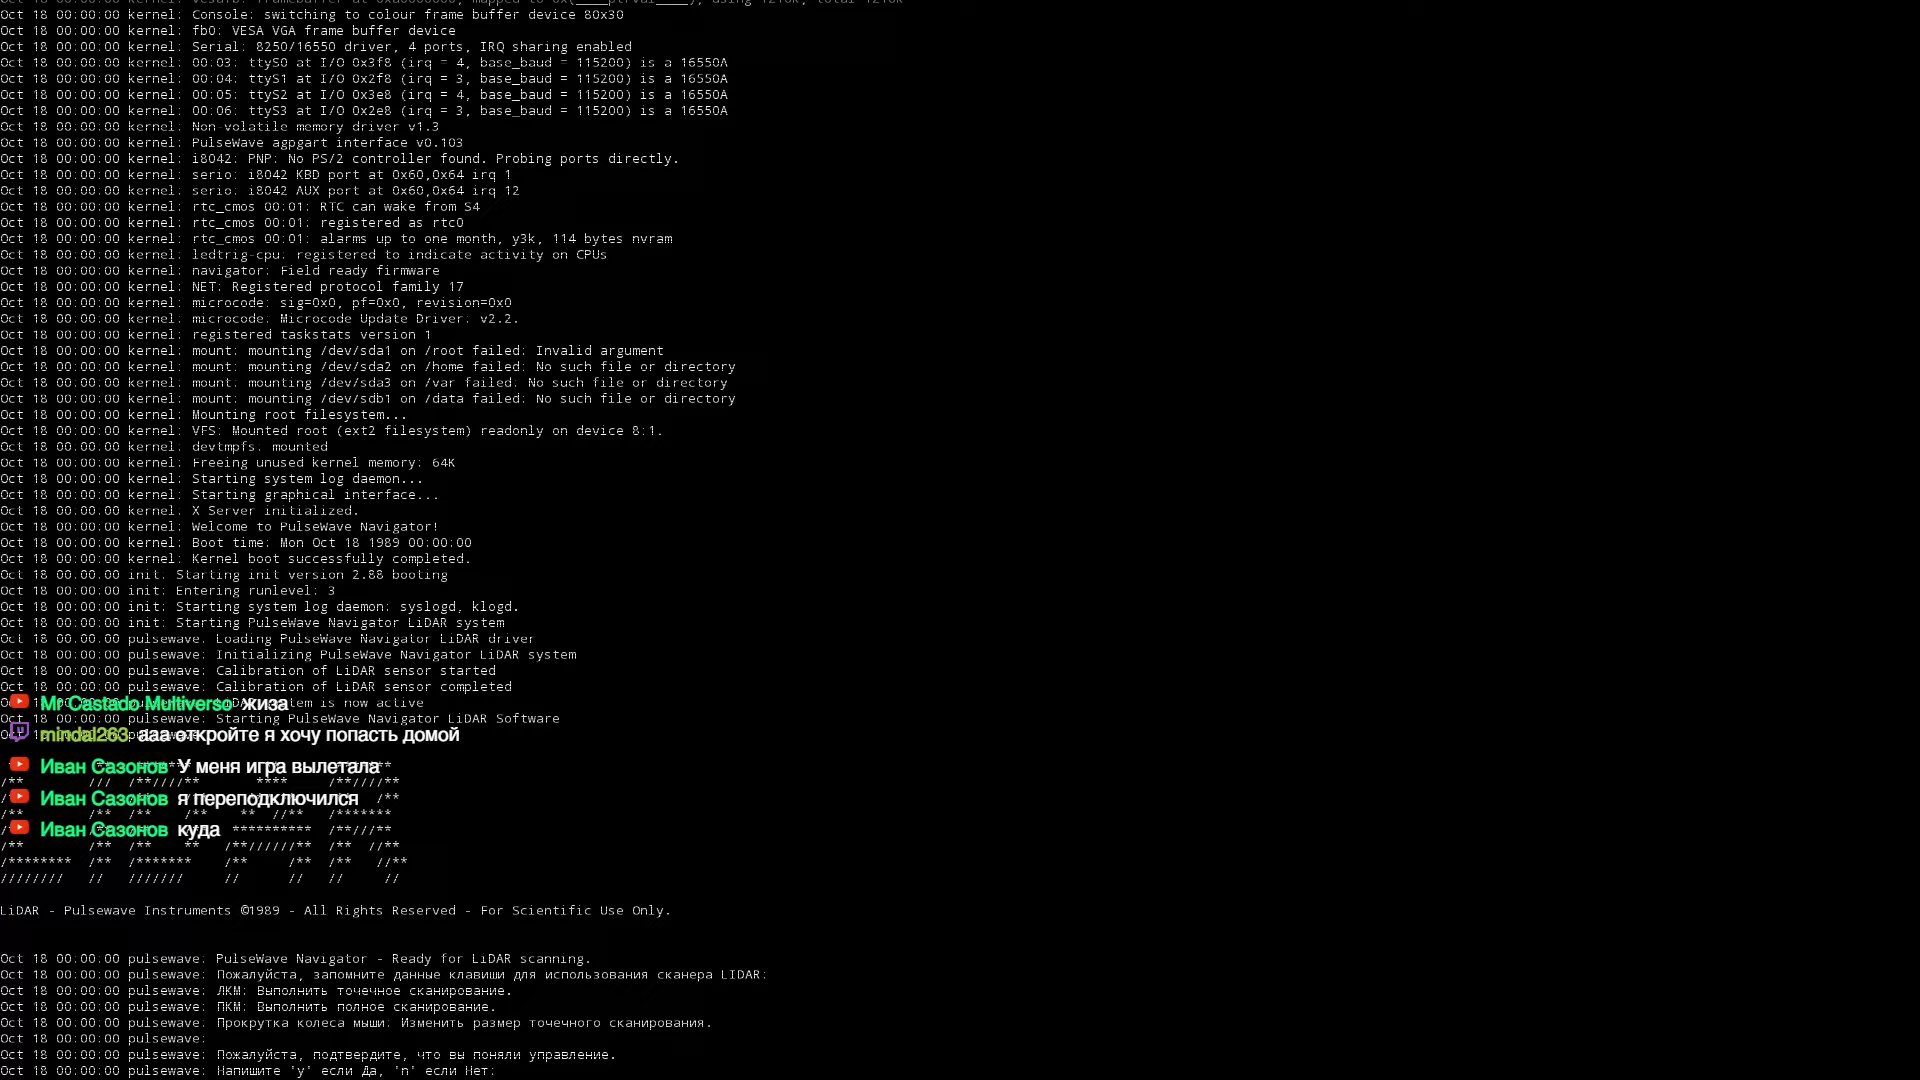 Oct 18 00:00:00 kernel: Console: switching to colour frame buffer device 80x30
Oct 18 00:00:00 kernel: fb0: VESA VGA frame buffer device
Oct 18 00:00:00 kernel: Serial: 8250/16550 driver, 4 ports, IRQ sharing enabled
Oct 18 00:00:00 kernel: 00:03: ttyS0 at I/O 0x3f8 (irq = 4, base_baud = 115200) is a 16550A
Oct 18 00:00:00 kernel: 00:04: ttyS1 at I/O 0x2f8 (irq = 3, base_baud = 115200) is a 16550A
Oct 18 00:00:00 kernel: 00:05: ttyS2 at I/O 0x3e8 (irq = 4, base_baud = 115200) is a 16550A
Oct 18 00:00:00 kernel: 00:06: ttyS3 at I/O 0x2e8 (irq = 3, base_baud = 115200) is a 16550A
Oct 18 00:00:00 kernel: Non-volatile memory driver v1.3
Oct 18 00:00:00 kernel: PulseWave agpgart interface v0.103
Oct 18 00:00:00 kernel: i8042: PNP: No PS/2 controller found. Probing ports directly.
Oct 18 00:00:00 kernel: serio: i8042 KBD port at 0x60,0x64 irq 1
Oct 18 00:00:00 kernel: serio: i8042 AUX port at 0x60,0x64 irq 12
Oct 18 00:00:00 kernel: rtc_cmos 00:01: RTC can wake from S4
Oct 18 00:00:00 kernel: rtc_cmos 00:01: registered as rtc0
Oct 18 00:00:00 kernel: rtc_cmos 00:01: alarms up to one month, y3k, 114 bytes nvram
Oct 18 00:00:00 kernel: ledtrig-cpu: registered to indicate activity on CPUs
Oct 18 00:00:00 kernel: navigator: Field ready firmware
Oct 18 00:00:00 kernel: NET: Registered protocol family 17
Oct 18 00:00:00 kernel: microcode: sig=0x0, pf=0x0, revision=0x0
Oct 18 00:00:00 kernel: microcode: Microcode Update Driver: v2.2.
Oct 18 00:00:00 kernel: registered taskstats version 1
Oct 18 00:00:00 kernel: mount: mounting /dev/sda1 on /root failed: Invalid argument
Oct 18 00:00:00 kernel: mount: mounting /dev/sda2 on /home failed: No such file or directory
Oct 18 00:00:00 kernel: mount: mounting /dev/sda3 on /var failed: No such file or directory
Oct 18 00:00:00 kernel: mount: mounting /dev/sdb1 on /data failed: No such file or directory
Oct 18 00:00:00 kernel: Mounting root filesystem...
Oct 18 00:00:00 kernel: VFS: Mounted root (ext2 filesystem) readonly on device 8:1.
Oct 18 00:00:00 kernel: devtmpfs: mounted
Oct 18 00:00:00 kernel: Freeing unused kernel memory: 64K
Oct 18 00:00:00 kernel: Starting system log daemon...
Oct 18 00:00:00 kernel: Starting graphical interface...
Oct 18 00:00:00 kernel: X Server initialized.
Oct 18 00:00:00 kernel: Welcome to PulseWave Navigator!
Oct 18 00:00:00 kernel: Boot time: Mon Oct 18 1989 00:00:00
Oct 18 00:00:00 kernel: Kernel boot successfully completed.
Oct 18 00:00:00 init: Starting init version 2.88 booting
Oct 18 00:00:00 init: Entering runlevel: 3
Oct 18 00:00:00 init: Starting system log daemon: syslogd, klogd.
Oct 18 00:00:00 init: Starting PulseWave Navigator LiDAR system
Oct 18 00:00:00 pulsewave: Loading PulseWave Navigator LiDAR driver
Oct 18 00:00:00 pulsewave: Initializing PulseWave Navigator LiDAR system
Oct 18 00:00:00 pulsewave: Calibration of LiDAR sensor started
Oct 18 00:00:00 pulsewave: Calibration of LiDAR sensor completed
is now active
Mr Castado Multiverso жиза
Oct 18 00:00:00 pulsewave: Starting PulseWave Navigator LiDAR Software
mindal263 даа откройте я хочу попасть домой
Иван Сазонов У меня игра вылетала
Иван Сазонов я переподключился
Иван Сазонов куда
LiDAR - Pulsewave Instruments ©1989 - All Rights Reserved - For Scientific Use Only.
Oct 18 00:00:00 pulsewave: PulseWave Navigator - Ready for LiDAR scanning.
Oct 18 00:00:00 pulsewave: Пожалуйста, запомните данные клавиши для использования сканера LIDAR:
Oct 18 00:00:00 pulsewave: ЛКМ: Выполнить точечное сканирование.
Oct 18 00:00:00 pulsewave: ПКМ: Выполнить полное сканирование.
Oct 18 00:00:00 pulsewave: Прокрутка колеса мыши: Изменить размер точечного сканирования.
Oct 18 00:00:00 pulsewave:
Oct 18 00:00:00 pulsewave: Пожалуйста, подтвердите, что вы поняли управление.
Oct 18 00:00:00 pulsewave: Напишите 'y' если Да, 'n' если Нет: